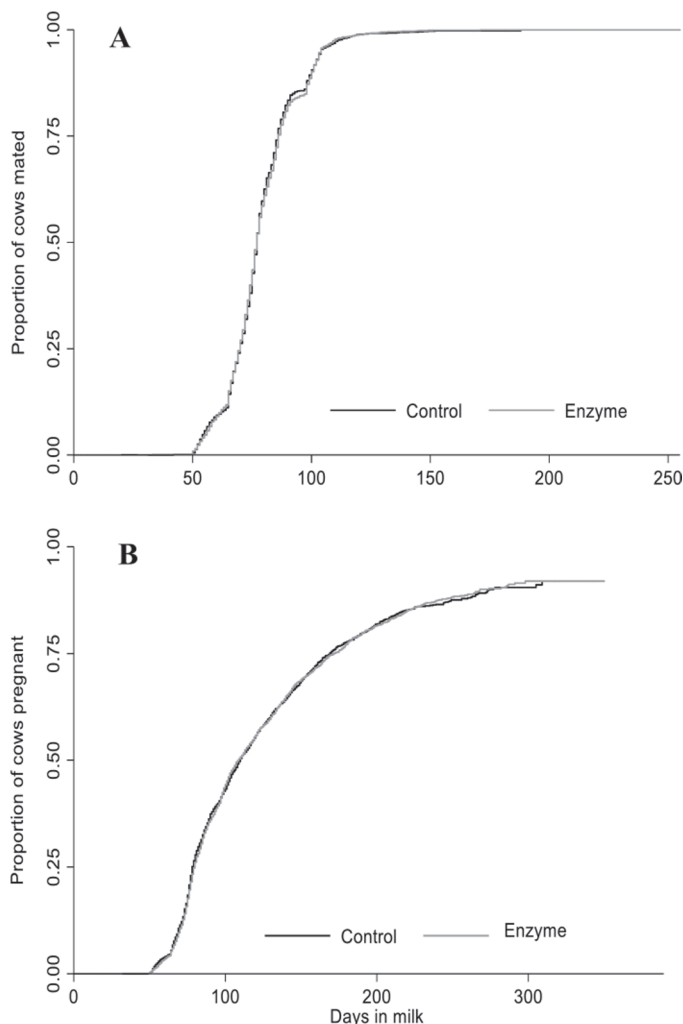 A
Proportion of cows mated
1.00
0.75
0.50
0.25
0.00
Control Enzyme
0 50 100 150 200 250
B
Proportion of cows pregnant
1.00
0.75
0.50
0.25
0.00
Control Enzyme
0 100 200 300
Days in milk